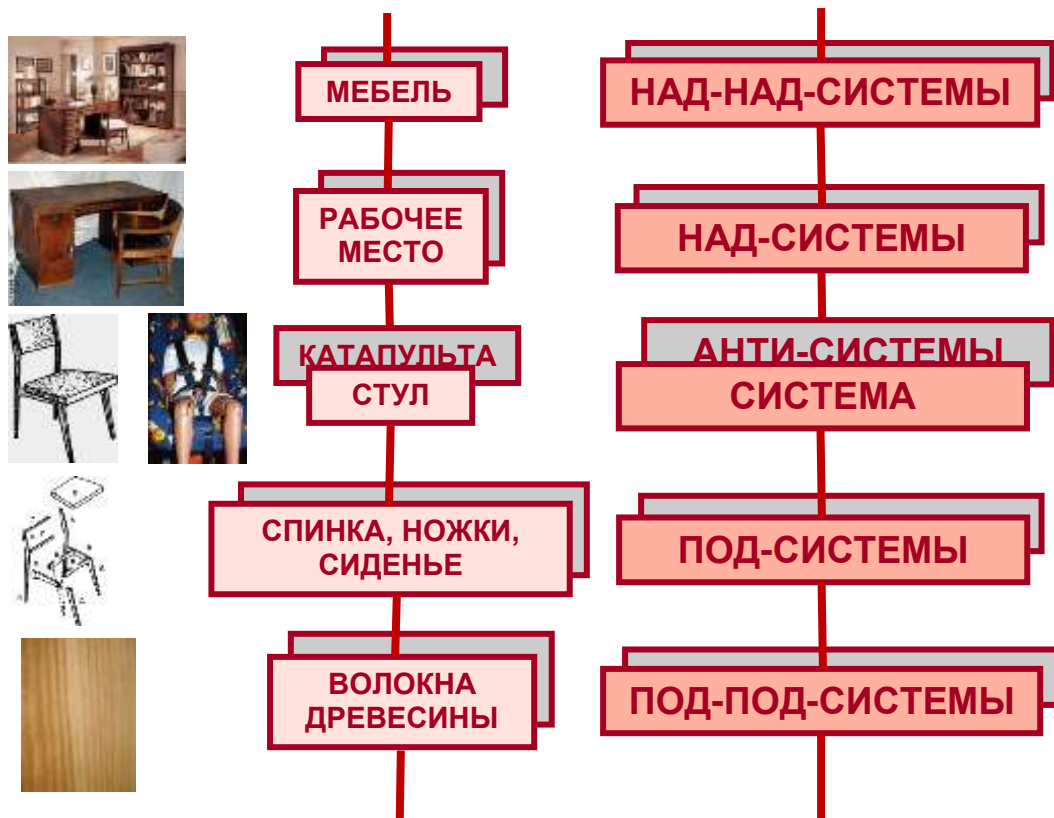 МЕБЕЛЬ
НАД-НАД-СИСТЕМЫ
РАБОЧЕЕ
МЕСТО
НАД-СИСТЕМЫ
КАТАПУЛЬТА
АНТИ-СИСТЕМЫ
СТУЛ
СИСТЕМА
СПИНКА, НОЖКИ,
СИДЕНЬЕ
ПОД-СИСТЕМЫ
ВОЛОКНА
ДРЕВЕСИНЫ
ПОД-ПОД-СИСТЕМЫ